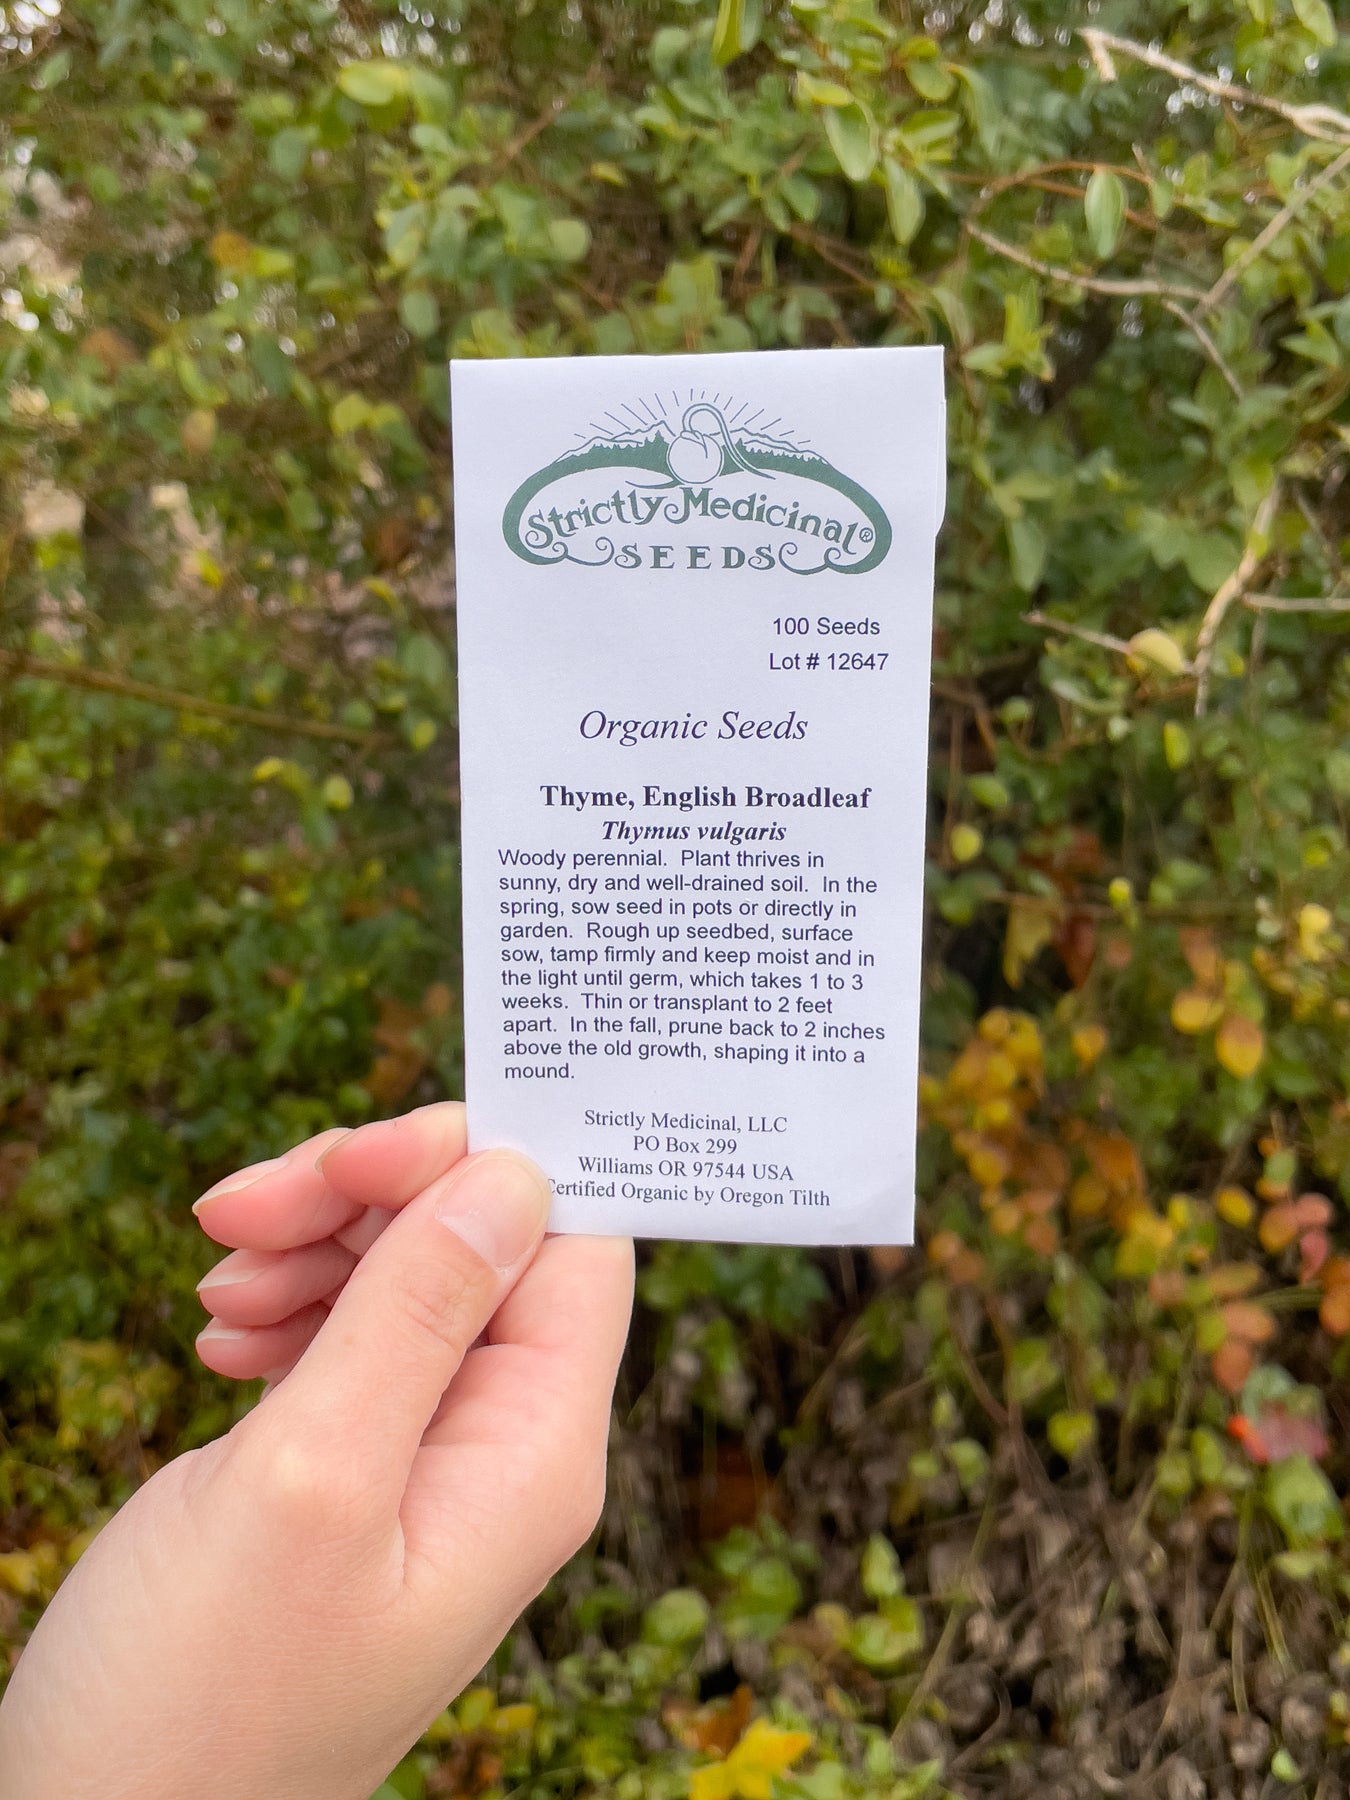 Strictly Medicinal®
SEEDS
100 Seeds
Lot # 12647
Organic Seeds
Thyme, English Broadleaf
Thymus vulgaris
Woody perennial. Plant thrives in
sunny, dry and well-drained soil. In the
spring, sow seed in pots or directly in
garden. Rough up seedbed, surface
sow, tamp firmly and keep moist and in
the light until germ, which takes 1 to 3
weeks. Thin or transplant to 2 feet
apart. In the fall, prune back to 2 inches
above the old growth, shaping it into a
mound.
Strictly Medicinal, LLC
PO Box 299
Williams OR 97544 USA
Certified Organic by Oregon Tilth